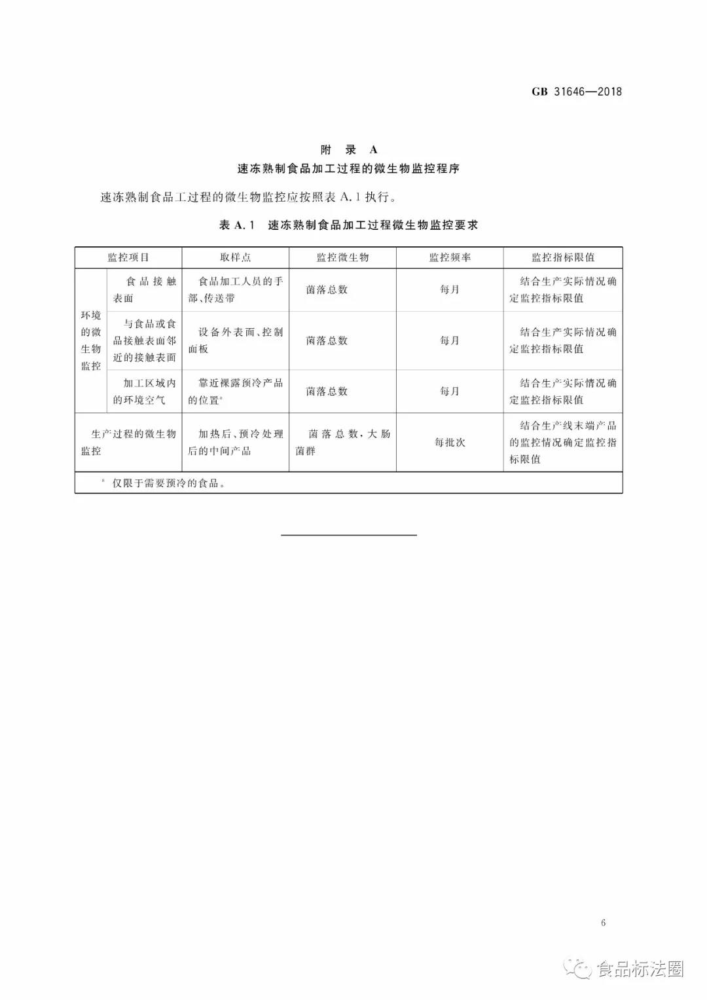 GB 31646—2018
附 录 A
速冻熟制食品加工过程的微生物监控程序
速冻熟制食品工过程的微生物监控应按照表 A.1 执行。
表 A.1 速冻熟制食品加工过程微生物监控要求
监控项目 取样点 监控微生物 监控频率 监控指标限值
环境
的微
生物
监控
食品接触
表面
食品加工人员的手
部、传送带
菌落总数
每月
结合生产实际情况确
定监控指标限值
与食品或食
品接触表面邻
近的接触表面
设备外表面、控制
面板
菌落总数
每月
结合生产实际情况确
定监控指标限值
加工区域内
的环境空气
靠近裸露预冷产品
的位置ª
菌落总数
每月
结合生产实际情况确
定监控指标限值
生产过程的微生物
监控
加热后、预冷处理
后的中间产品
菌落总数,大肠
菌群
每批次
结合生产线末端产品
的监控情况确定监控指
标限值
ª 仅限于需要预冷的食品。
6
食品标法圈